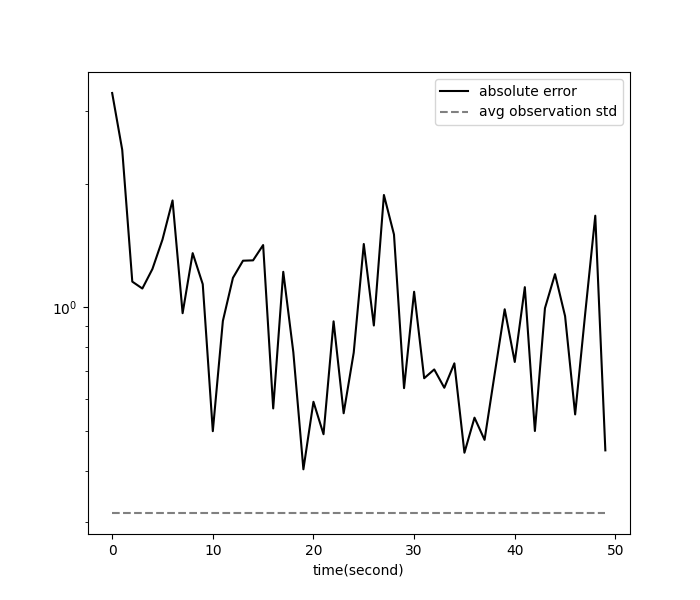 absolute error
avg observation std
10⁰
0 10 20 30 40 50
time(second)